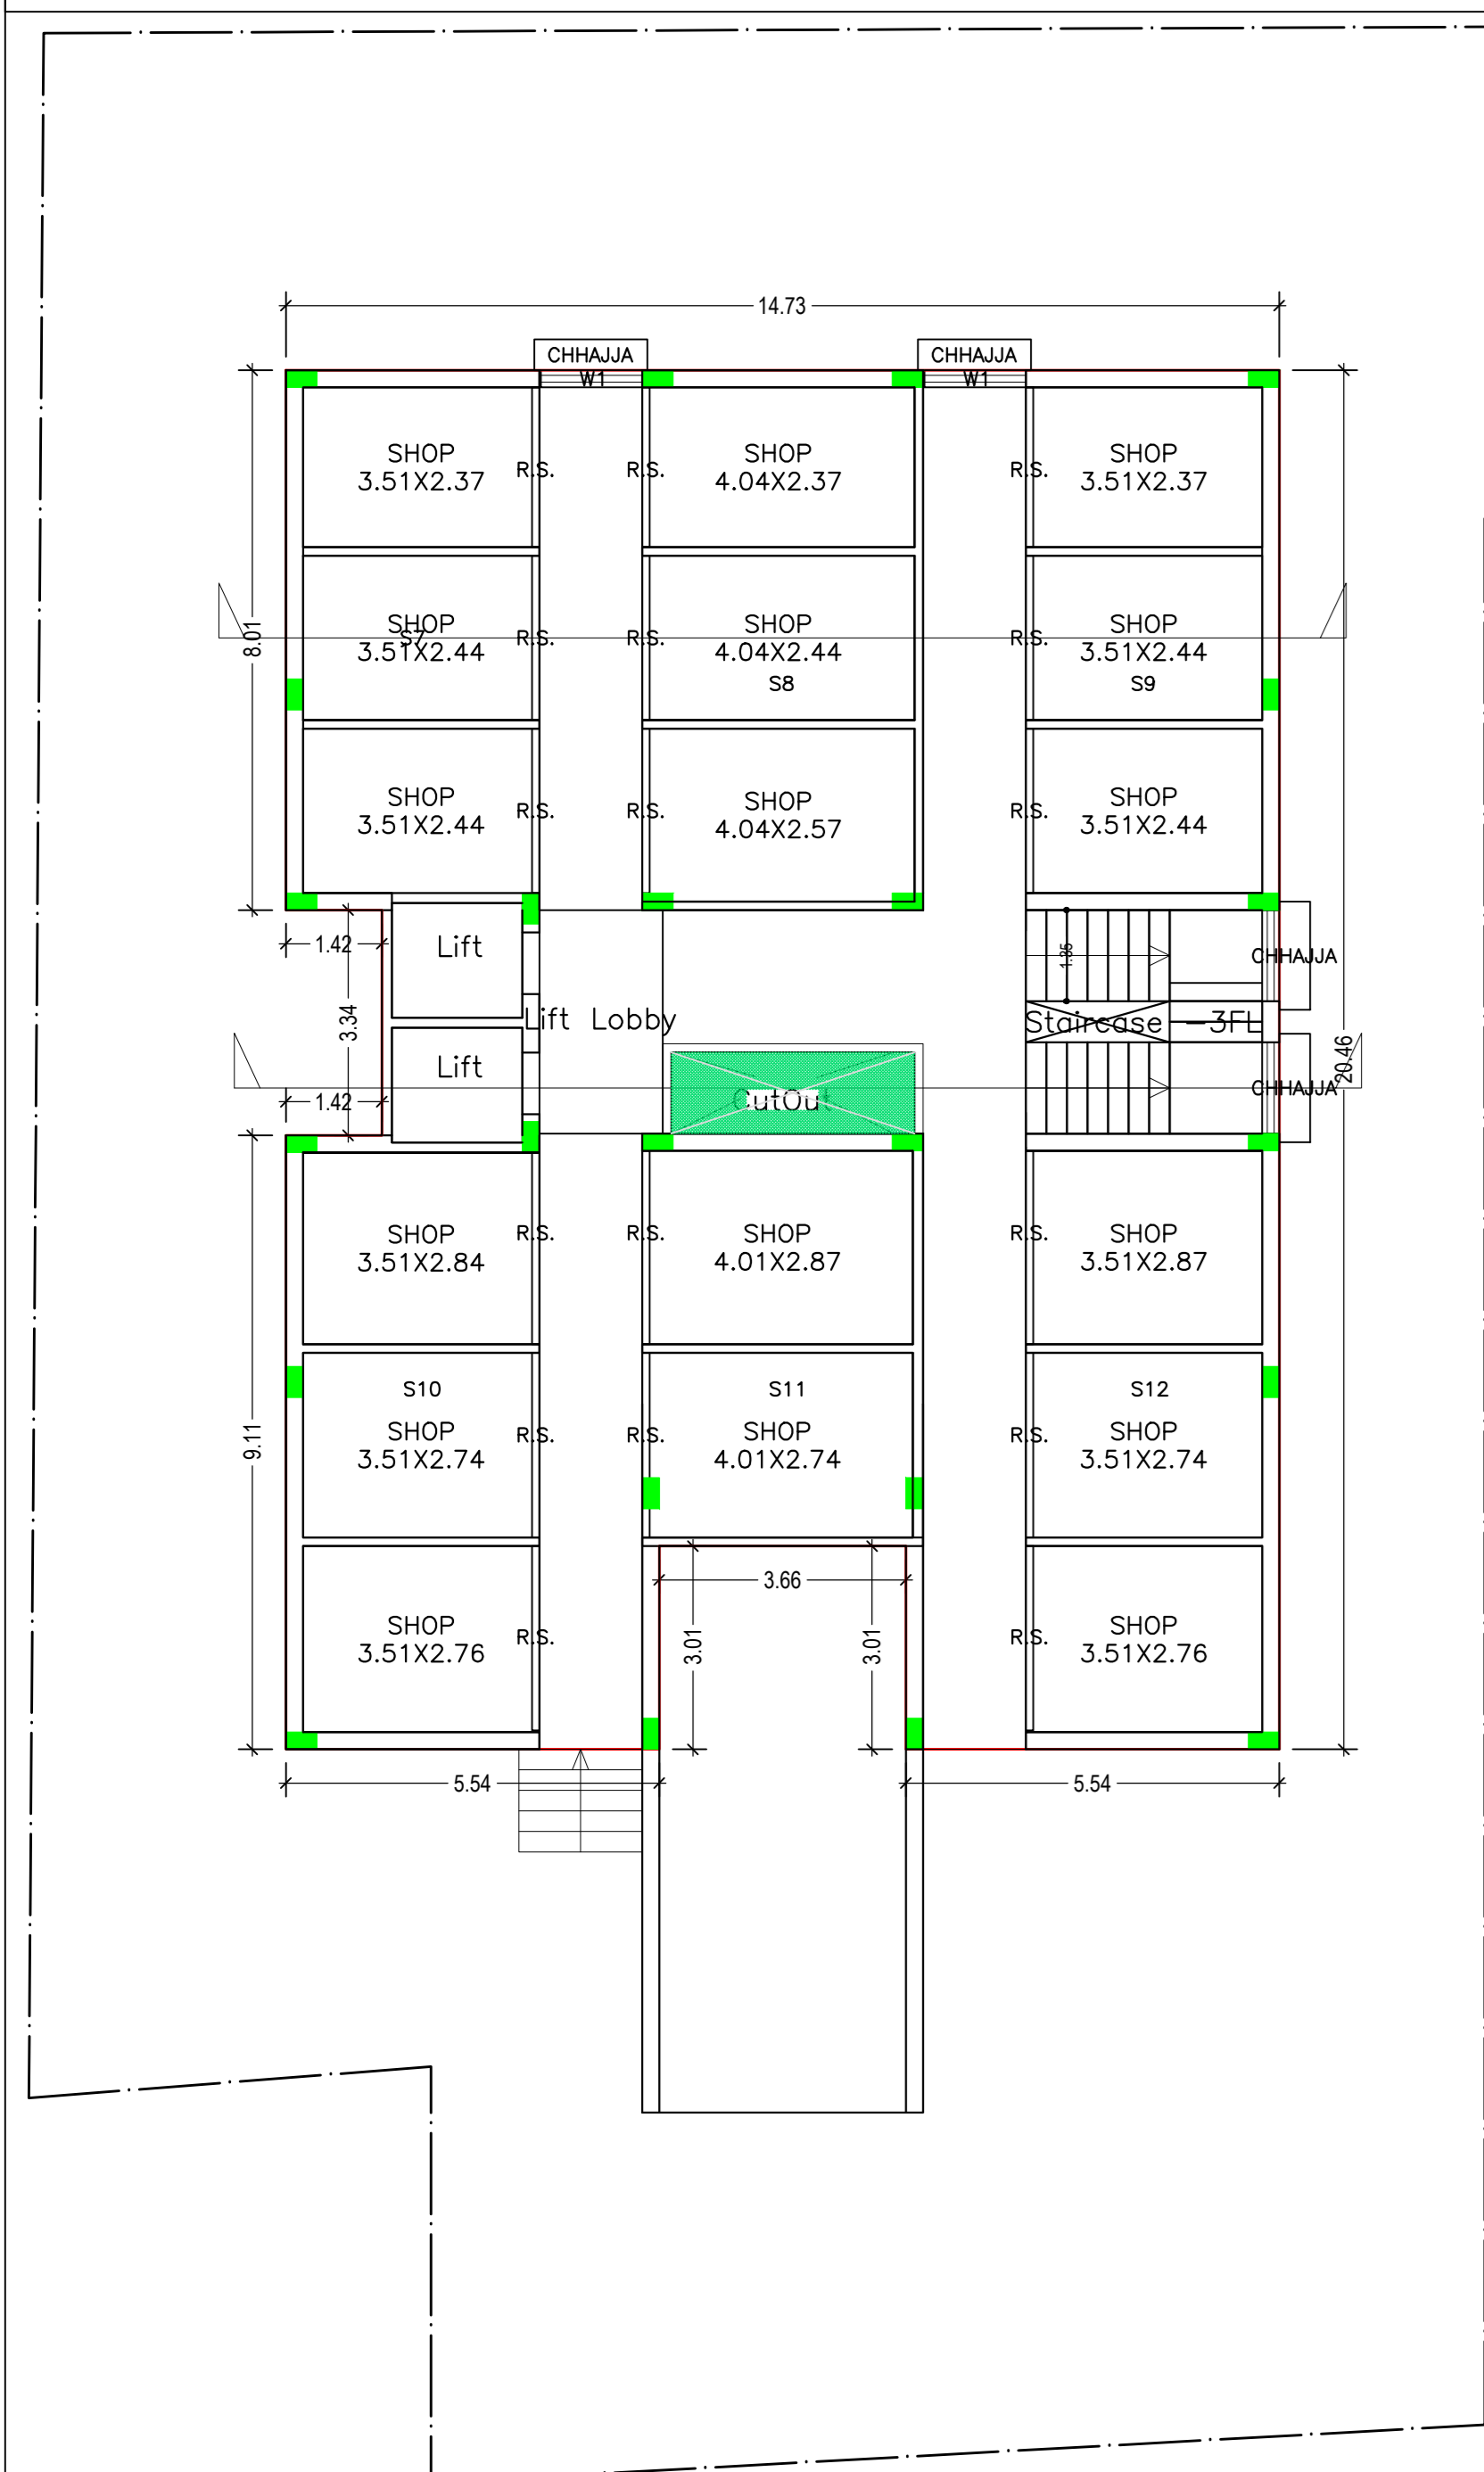 14.73
CHHAJJA
CHHAJJA
W1
W1
SHOP
3.51X2.37
R.S.
R.S.
SHOP
4.04X2.37
R.S.
SHOP
3.51X2.37
8.01
SHOP
S7
3.51X2.44
R.S.
R.S.
SHOP
4.04X2.44
S8
R.S.
SHOP
3.51X2.44
S9
SHOP
3.51X2.44
R.S.
R.S.
SHOP
4.04X2.57
R.S.
SHOP
3.51X2.44
1.42
Lift
1.35
CHHAJJA
3.34
Lift Lobby
Staircase -3FL
20.46
Lift
1.42
CutOut
CHHAJJA
SHOP
3.51X2.84
R.S.
R.S.
SHOP
4.01X2.87
R.S.
SHOP
3.51X2.87
9.11
S10
SHOP
3.51X2.74
R.S.
R.S.
S11
SHOP
4.01X2.74
R.S.
S12
SHOP
3.51X2.74
3.66
SHOP
3.51X2.76
R.S.
3.01
3.01
R.S.
SHOP
3.51X2.76
5.54
5.54